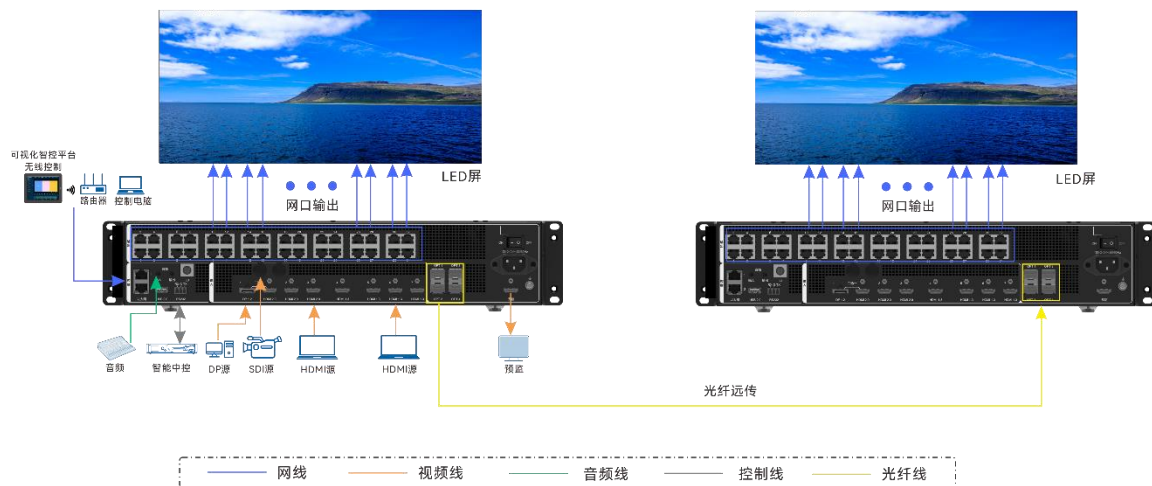 可视化智控平台
无线控制
路由器
控制电脑
LED屏
网口输出
LED屏
网口输出
音频
智能中控
DP源
SDI源
HDMI源
HDMI源
预监
光纤远传
网线
视频线
音频线
控制线
光纤线